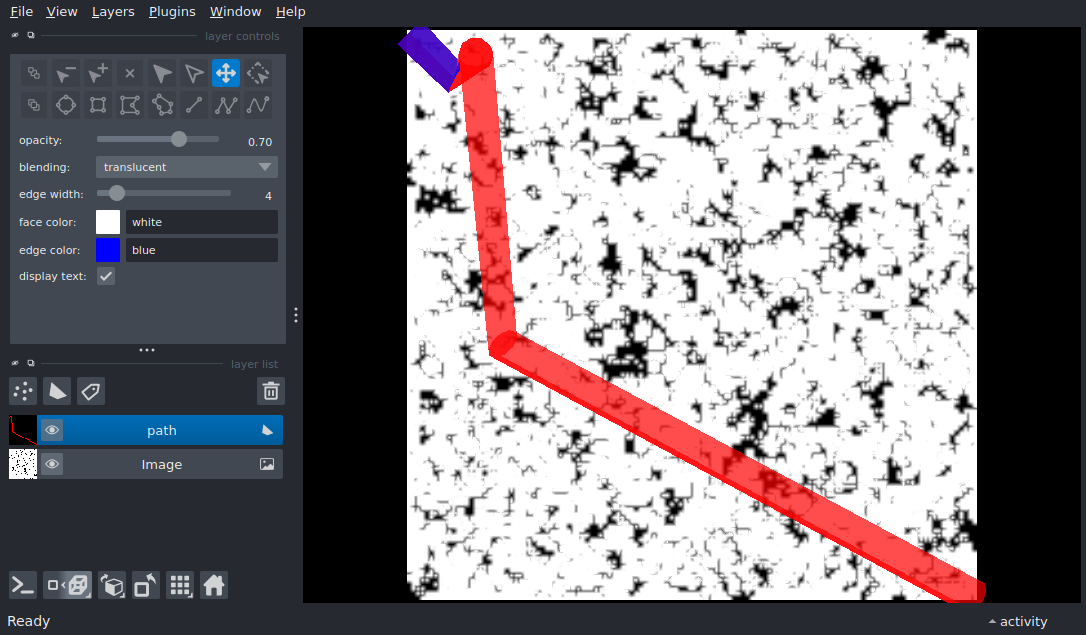 File View Layers Plugins Window Help
layer controls
opacity: 0.70
blending: translucent
edge width: 4
face color: white
edge color: blue
display text:
layer list
path
Image
Ready activity